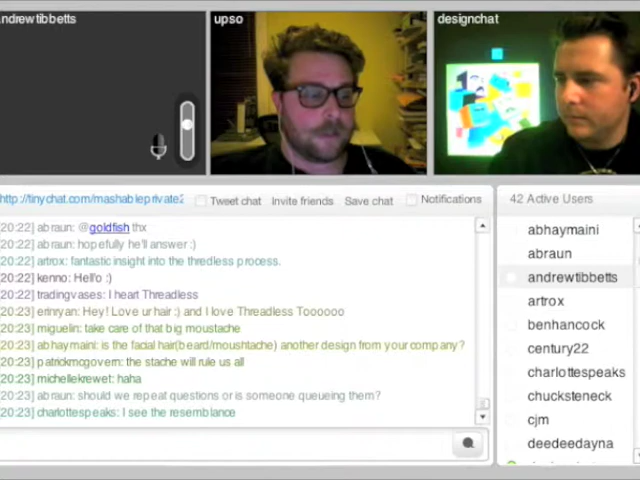 andrewtibbetts
upso
designchat
http://tinychat.com/mashableprivate2
Tweet chat
Invite friends
Save chat
Notifications
42 Active Users
[20:22] abraun: @goldfish thx
[20:22] abraun: hopefully he'll answer :)
[20:22] artrox: fantastic insight into the thredless process.
[20:22] kenno: Hell'o :)
[20:22] tradingvases: I heart Threadless
[20:23] erinryan: Hey! Love ur hair :) and I love Threadless Toooooo
[20:23] miguelin: take care of that big moustache
[20:23] abhaymaini: is the facial hair(beard/moushtache) another design from your company?
[20:23] patrickmcgovern: the stache will rule us all
[20:23] michellekrewet: haha
[20:23] abraun: should we repeat questions or is someone queueing them?
[20:23] charlottespeaks: I see the resemblance
abhaymaini
abraun
andrewtibbetts
artrox
benhancock
century22
charlottespeaks
chucksteneck
cjm
deedeedayna